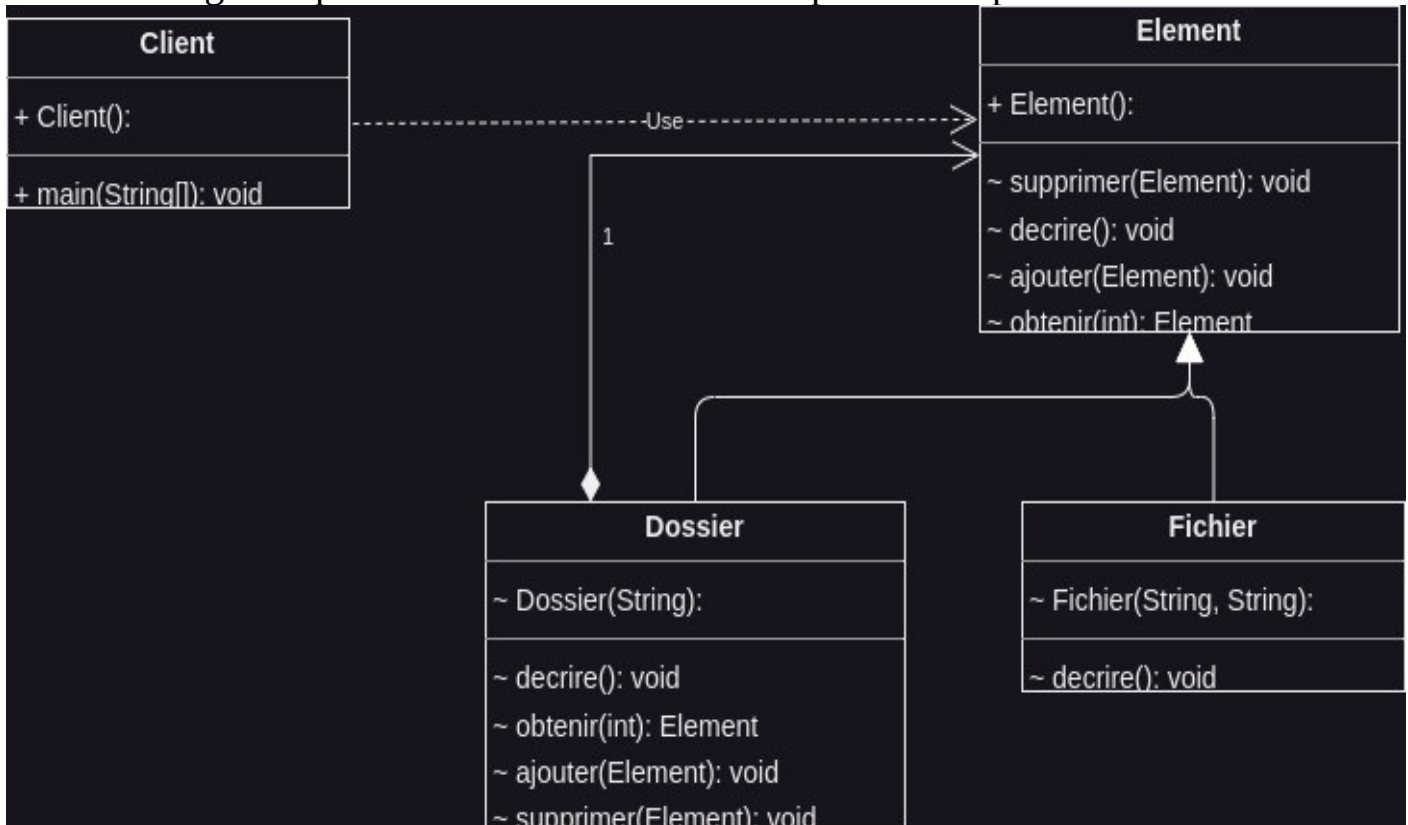 Client
+ Client():
+ main(String[]): void
Use
Element
+ Element():
~ supprimer(Element): void
~ decrire(): void
~ ajouter(Element): void
~ obtenir(int): Element
1
Dossier
~ Dossier(String):
~ decrire(): void
~ obtenir(int): Element
~ ajouter(Element): void
~ supprimer(Element): void
Fichier
~ Fichier(String, String):
~ decrire(): void